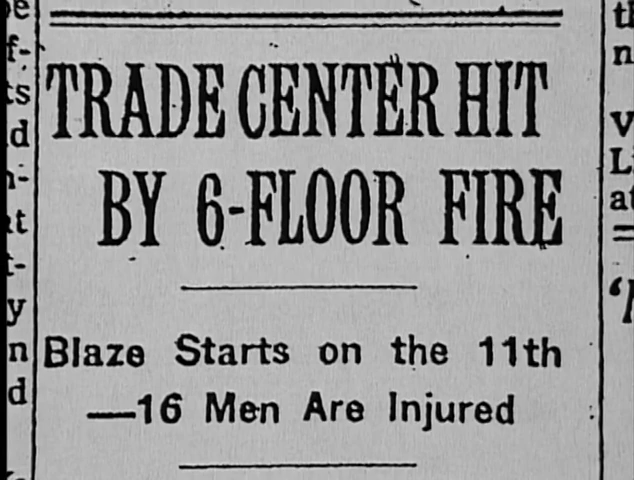 TRADE CENTER HIT
BY 6-FLOOR FIRE
Blaze Starts on the 11th
—16 Men Are Injured